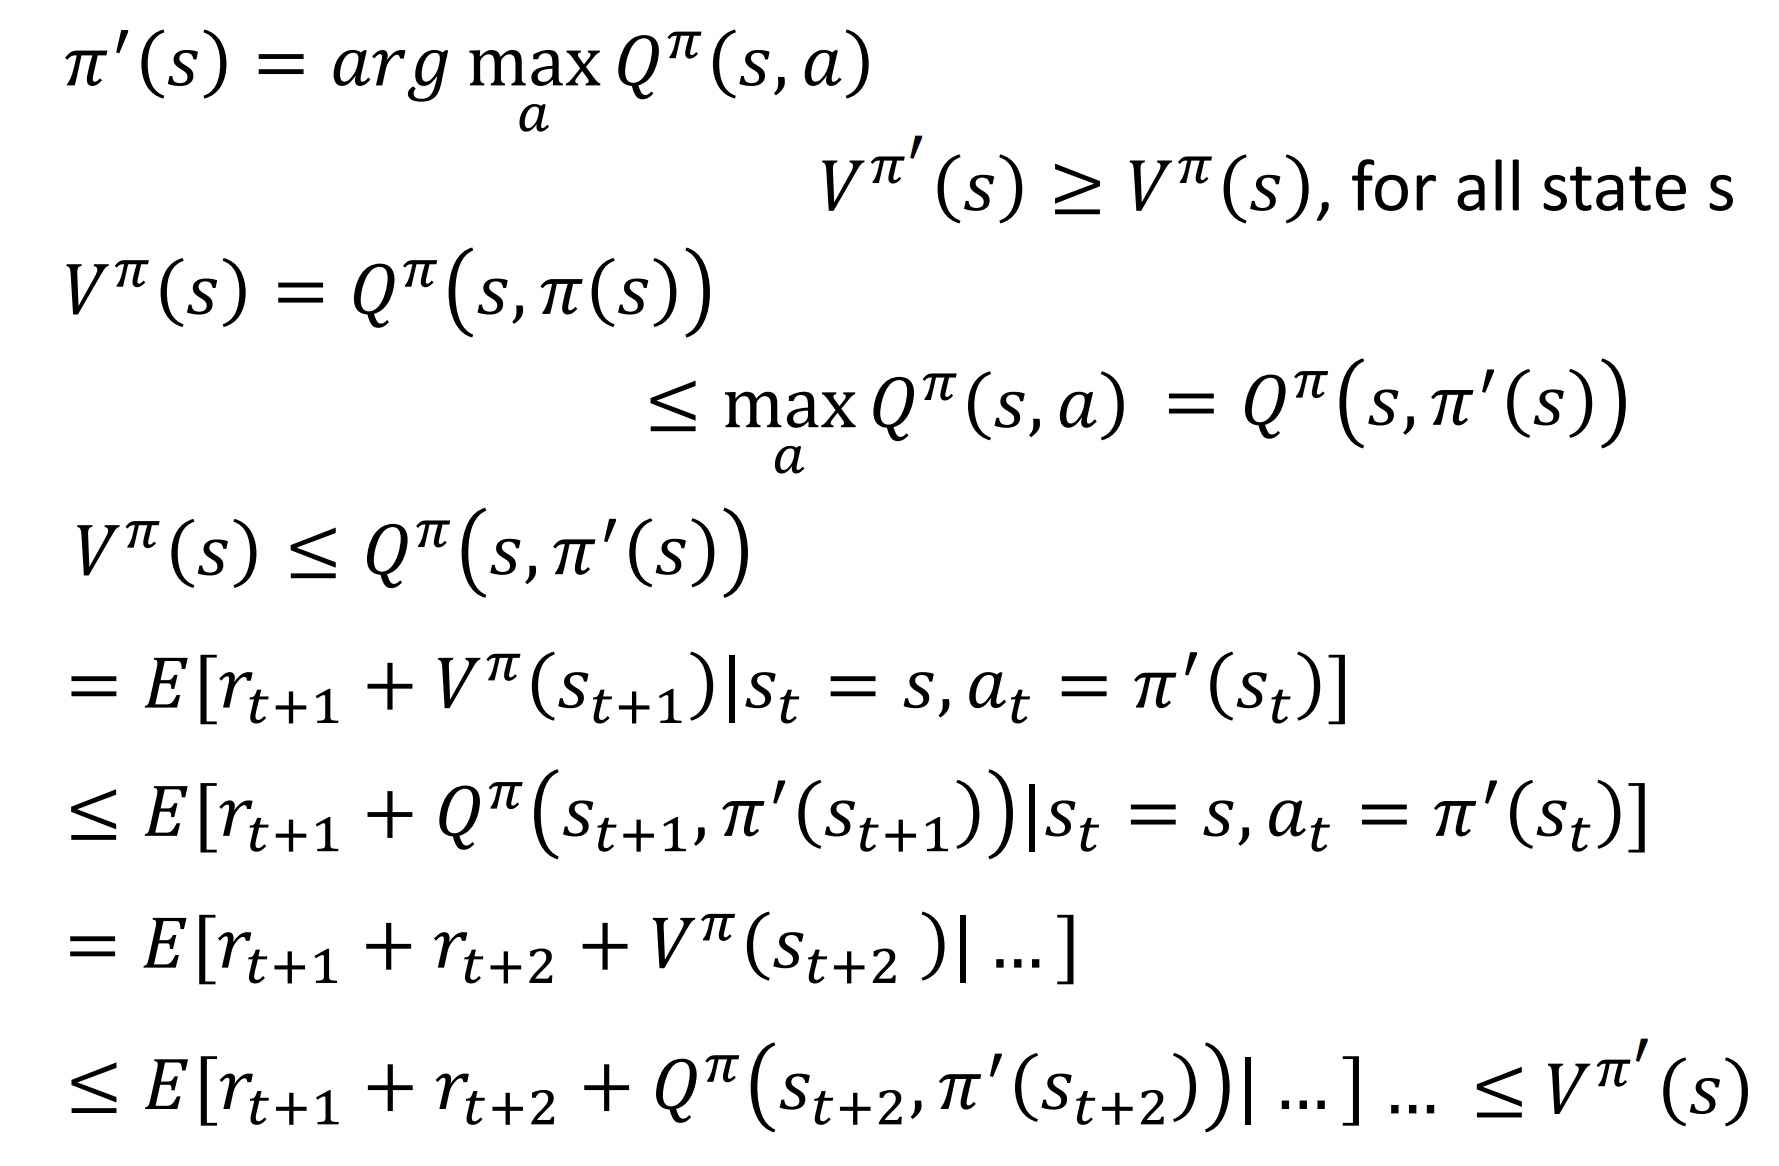 π′(s) = arg max_a Q^π(s, a)
V^π′(s) ≥ V^π(s), for all state s
V^π(s) = Q^π(s, π(s))
≤ max_a Q^π(s, a) = Q^π(s, π′(s))
V^π(s) ≤ Q^π(s, π′(s))
= E[r_{t+1} + V^π(s_{t+1})|s_t = s, a_t = π′(s_t)]
≤ E[r_{t+1} + Q^π(s_{t+1}, π′(s_{t+1}))|s_t = s, a_t = π′(s_t)]
= E[r_{t+1} + r_{t+2} + V^π(s_{t+2} )| … ]
≤ E[r_{t+1} + r_{t+2} + Q^π(s_{t+2}, π′(s_{t+2}))| … ] … ≤ V^π′(s)